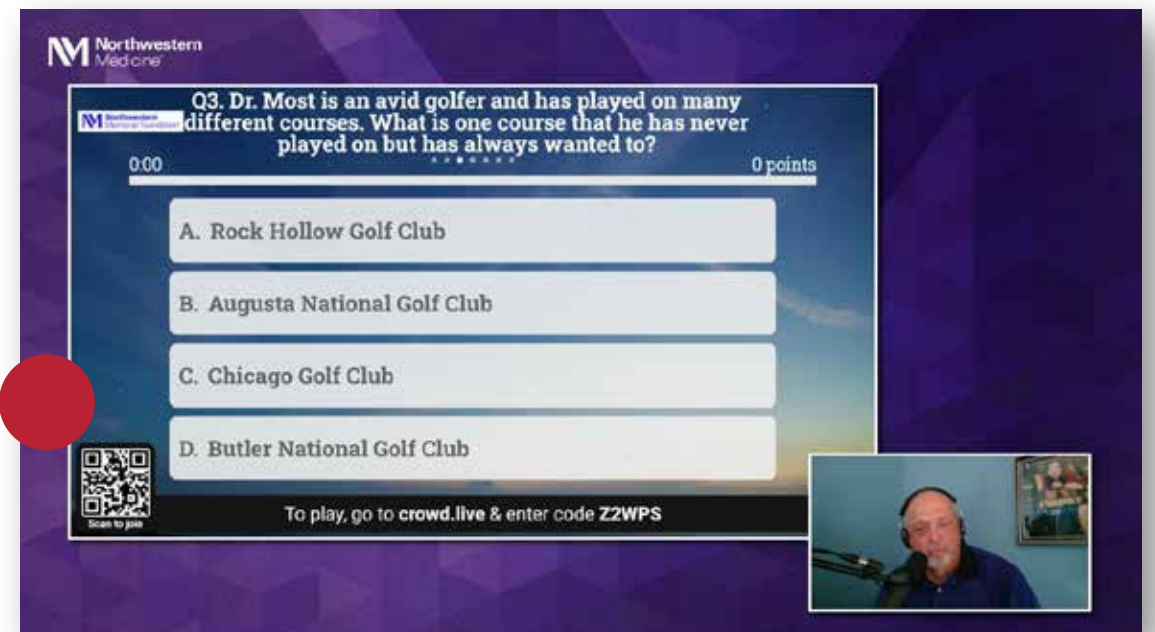 Northwestern
Medicine
Q3. Dr. Most is an avid golfer and has played on many
Northwestern
Memorial Foundation
different courses. What is one course that he has never
played on but has always wanted to?
0:00
0 points
A. Rock Hollow Golf Club
B. Augusta National Golf Club
C. Chicago Golf Club
D. Butler National Golf Club
Scan to join
To play, go to crowd.live & enter code Z2WPS